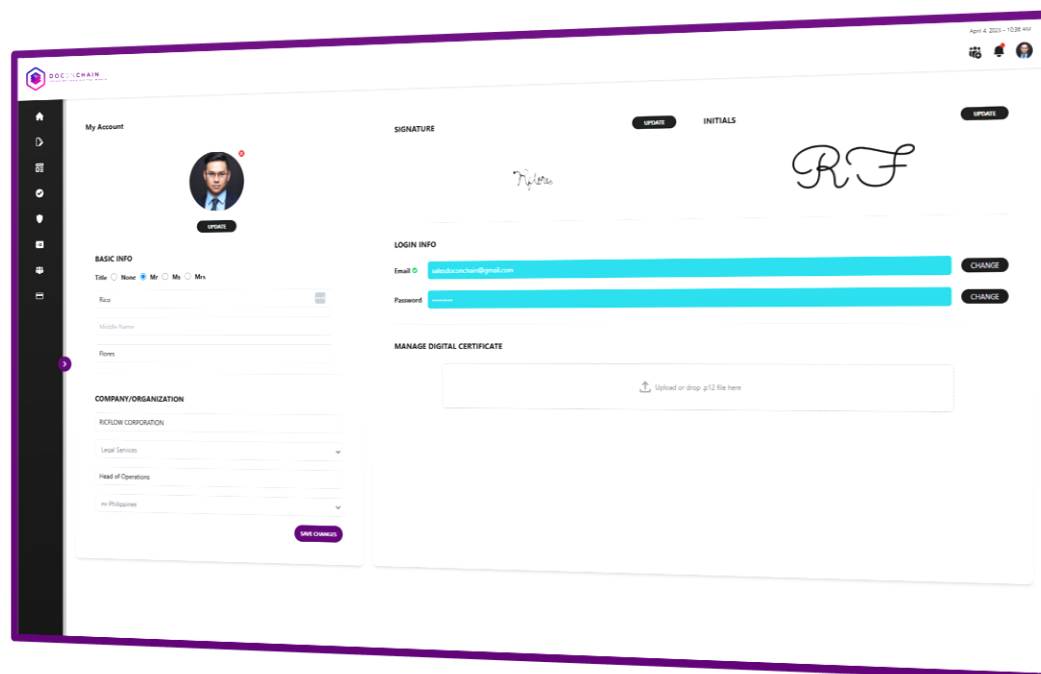 April 4, 2023 - 10:38 AM
DOCONCHAIN
My Account
UPDATE
BASIC INFO
Title None Mr Ms Mrs
Rico
Middle Name
Flores
COMPANY/ORGANIZATION
RICFLOW CORPORATION
Legal Services
Head of Operations
Philippines
SAVE CHANGES
SIGNATURE
UPDATE
INITIALS
UPDATE
RFlores
RF
LOGIN INFO
Email salesdoconchain@gmail.com CHANGE
Password ········ CHANGE
MANAGE DIGITAL CERTIFICATE
Upload or drop .p12 file here